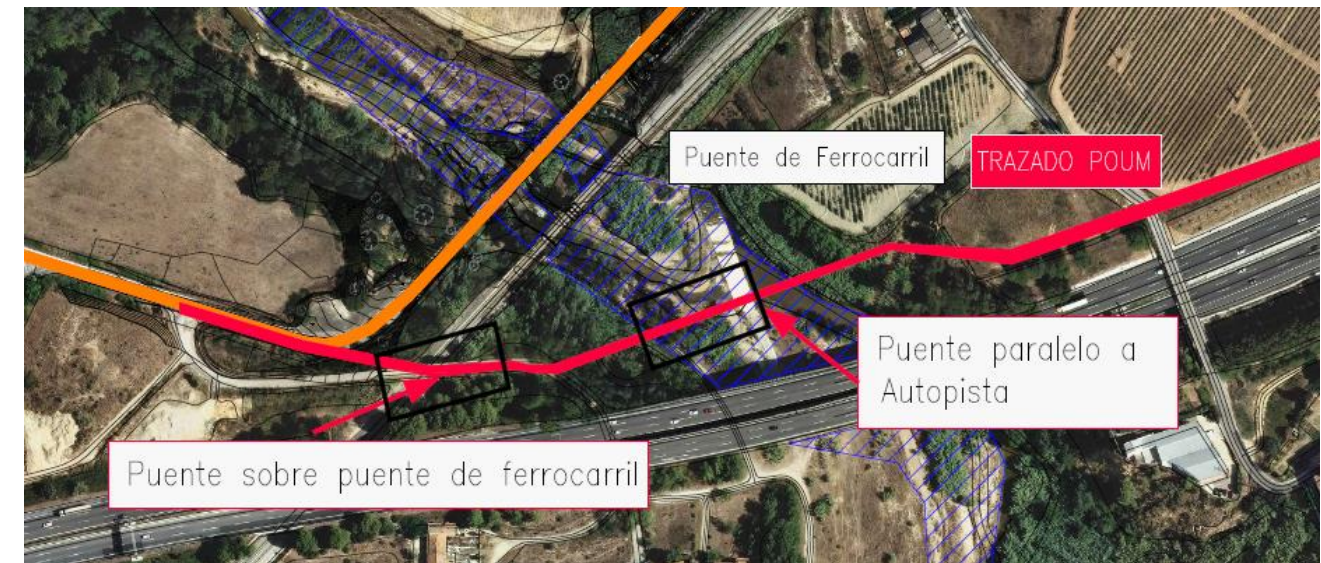 Puente de Ferrocarril
TRAZADO POUM
Puente paralelo a
Autopista
Puente sobre puente de ferrocarril